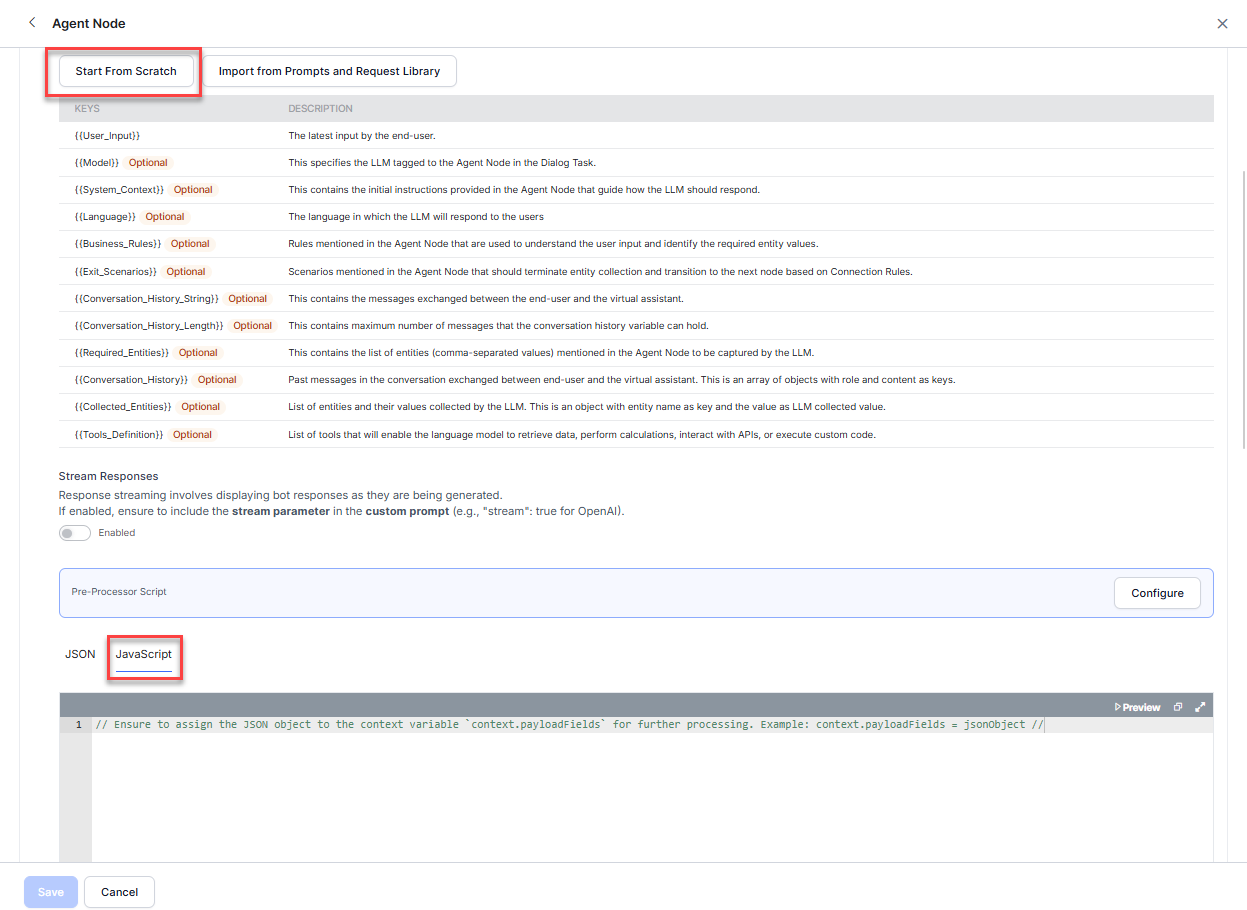 Agent Node
Start From Scratch
Import from Prompts and Request Library
KEYS DESCRIPTION
{{User_Input}} The latest input by the end-user.
{{Model}} Optional This specifies the LLM tagged to the Agent Node in the Dialog Task.
{{System_Context}} Optional This contains the initial instructions provided in the Agent Node that guide how the LLM should respond.
{{Language}} Optional The language in which the LLM will respond to the users
{{Business_Rules}} Optional Rules mentioned in the Agent Node that are used to understand the user input and identify the required entity values.
{{Exit_Scenarios}} Optional Scenarios mentioned in the Agent Node that should terminate entity collection and transition to the next node based on Connection Rules.
{{Conversation_History_String}} Optional This contains the messages exchanged between the end-user and the virtual assistant.
{{Conversation_History_Length}} Optional This contains maximum number of messages that the conversation history variable can hold.
{{Required_Entities}} Optional This contains the list of entities (comma-separated values) mentioned in the Agent Node to be captured by the LLM.
{{Conversation_History}} Optional Past messages in the conversation exchanged between end-user and the virtual assistant. This is an array of objects with role and content as keys.
{{Collected_Entities}} Optional List of entities and their values collected by the LLM. This is an object with entity name as key and the value as LLM collected value.
{{Tools_Definition}} Optional List of tools that will enable the language model to retrieve data, perform calculations, interact with APIs, or execute custom code.
Stream Responses
Response streaming involves displaying bot responses as they are being generated.
If enabled, ensure to include the stream parameter in the custom prompt (e.g., "stream": true for OpenAI).
Enabled
Pre-Processor Script
Configure
JSON JavaScript
Preview
1 // Ensure to assign the JSON object to the context variable `context.payloadFields` for further processing. Example: context.payloadFields = jsonObject //
Save Cancel